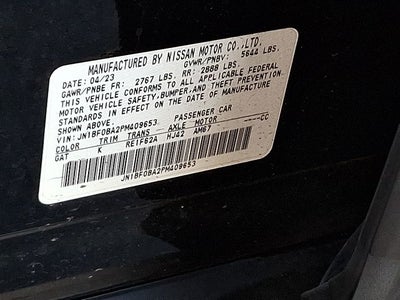 MANUFACTURED BY NISSAN MOTOR CO.,LTD.
DATE: 04/23 GVWR/PNBV: 5644 LBS.
GAWR/PNBE FR: 2767 LBS. RR: 2888 LBS.
THIS VEHICLE CONFORMS TO ALL APPLICABLE FEDERAL
MOTOR VEHICLE SAFETY,BUMPER,AND THEFT PREVENTION
STANDARDS IN EFFECT ON THE DATE OF MANUFACTURE
SHOWN ABOVE.
VIN: JN1BF0BA2PM409653 PASSENGER CAR
COLOR TRIM TRANS AXLE MOTOR ----CC
GAT K RE1F62A HJ42 AM67
JN1BF0BA2PM409653